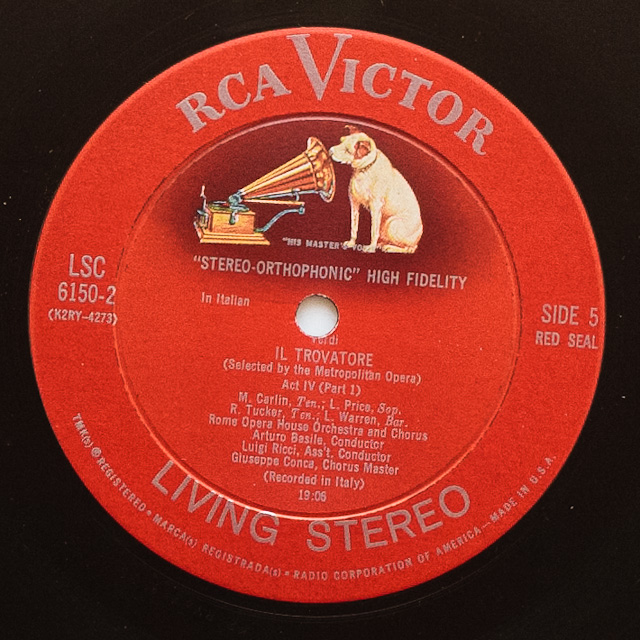 RCA VICTOR
"HIS MASTER'S VOICE"
"STEREO-ORTHOPHONIC" HIGH FIDELITY
LSC
6150-2
(K2RY-4273)
In Italian
SIDE 5
RED SEAL
Verdi
IL TROVATORE
(Selected by the Metropolitan Opera)
Act IV (Part 1)
M. Carlin, Ten.; L. Price, Sop.
R. Tucker, Ten.; L. Warren, Bar.
Rome Opera House Orchestra and Chorus
Arturo Basile, Conductor
Luigi Ricci, Ass't. Conductor
Giuseppe Conca, Chorus Master
(Recorded in Italy)
19:06
LIVING STEREO
TMK(s) ® REGISTERED • MARCA(s) REGISTRADA(s) • RADIO CORPORATION OF AMERICA—MADE IN U.S.A.